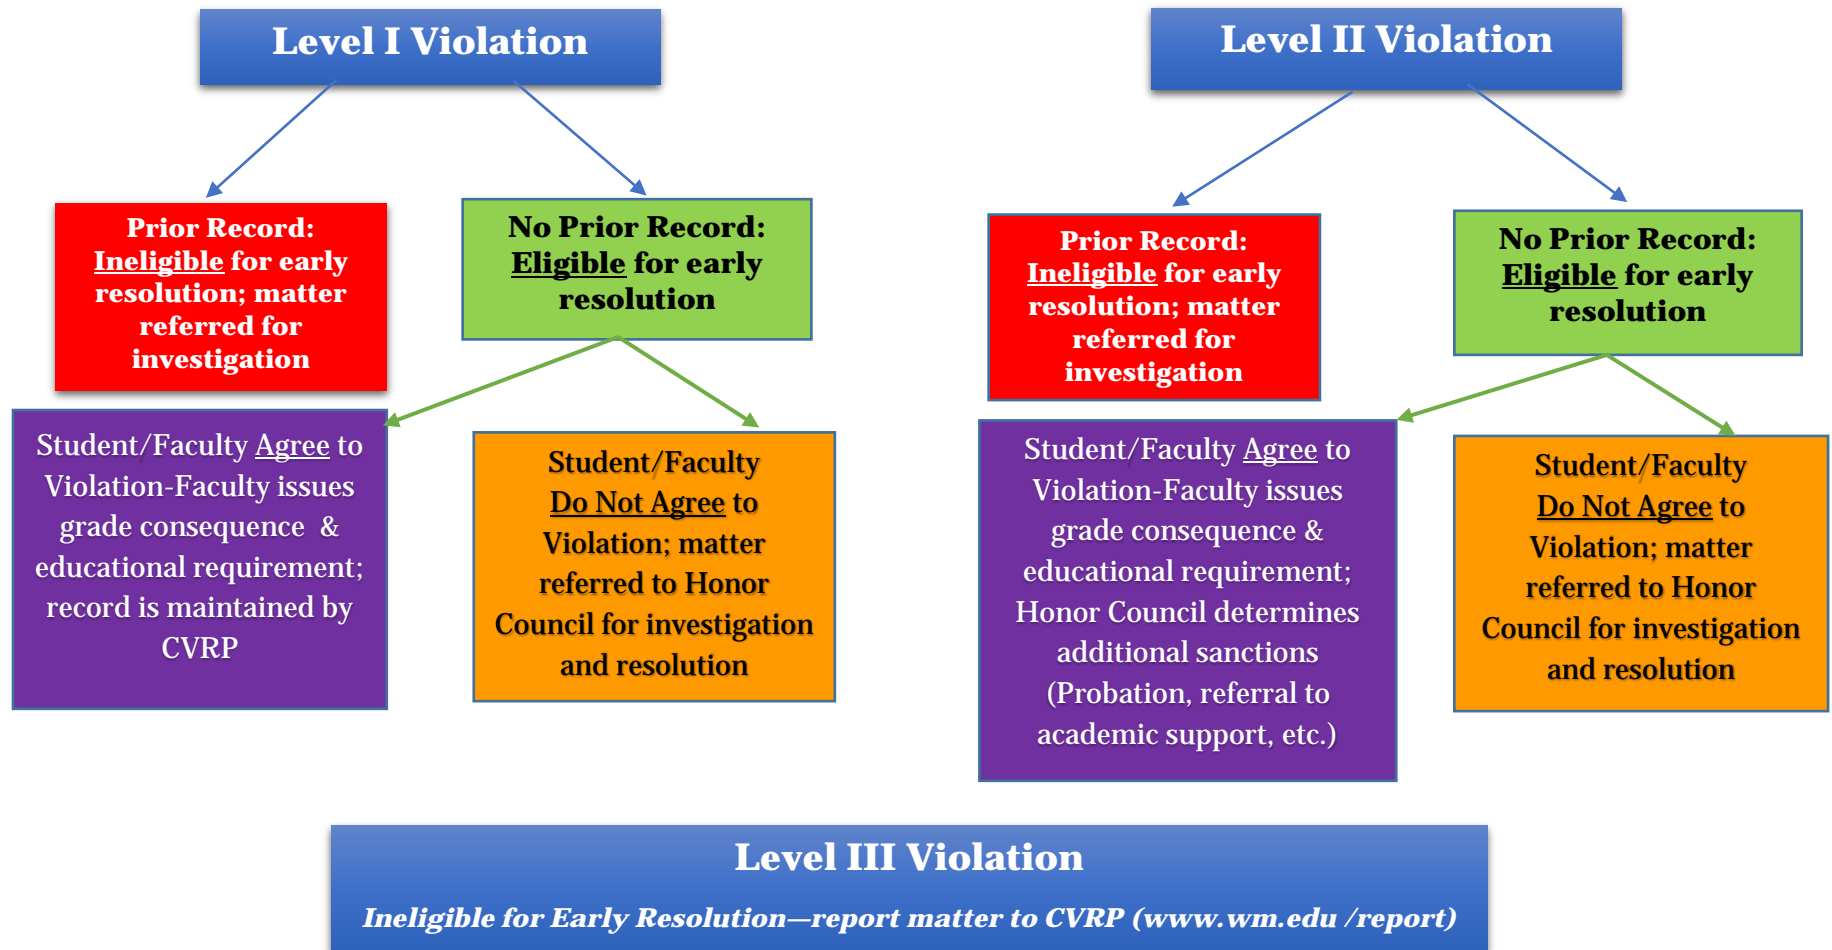 Level I Violation
Prior Record:
Ineligible for early
resolution; matter
referred for
investigation
No Prior Record:
Eligible for early
resolution
Student/Faculty Agree to
Violation-Faculty issues
grade consequence &
educational requirement;
record is maintained by
CVRP
Student/Faculty
Do Not Agree to
Violation; matter
referred to Honor
Council for investigation
and resolution
Level II Violation
Prior Record:
Ineligible for early
resolution; matter
referred for
investigation
No Prior Record:
Eligible for early
resolution
Student/Faculty Agree to
Violation-Faculty issues
grade consequence &
educational requirement;
Honor Council determines
additional sanctions
(Probation, referral to
academic support, etc.)
Student/Faculty
Do Not Agree to
Violation; matter
referred to Honor
Council for investigation
and resolution
Level III Violation
Ineligible for Early Resolution—report matter to CVRP (www.wm.edu /report)